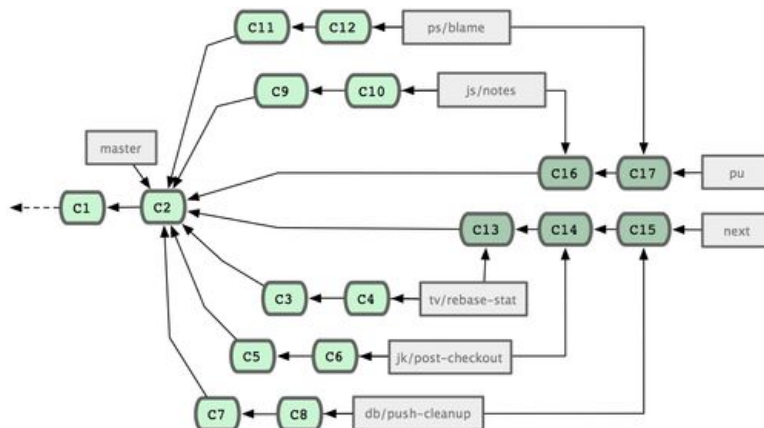 C11
C12
ps/blame
C9
C10
js/notes
master
C16
C17
pu
C1
C2
C13
C14
C15
next
C3
C4
tv/rebase-stat
C5
C6
jk/post-checkout
C7
C8
db/push-cleanup